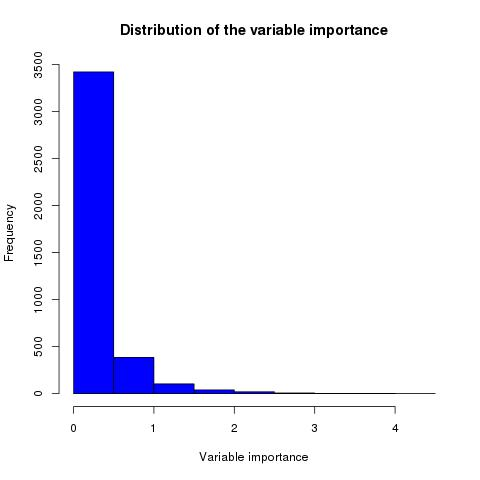 Distribution of the variable importance
3500
3000
2500
2000
1500
1000
500
0
Frequency
0 1 2 3 4
Variable importance